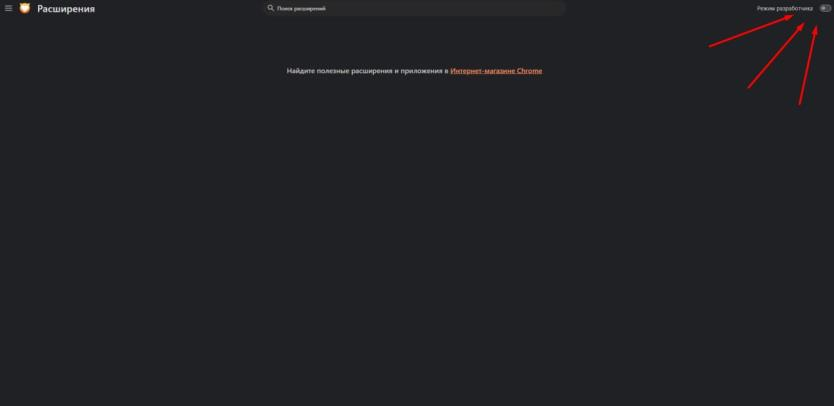 Расширения
Поиск расширений
Режим разработчика
Найдите полезные расширения и приложения в Интернет-магазине Chrome